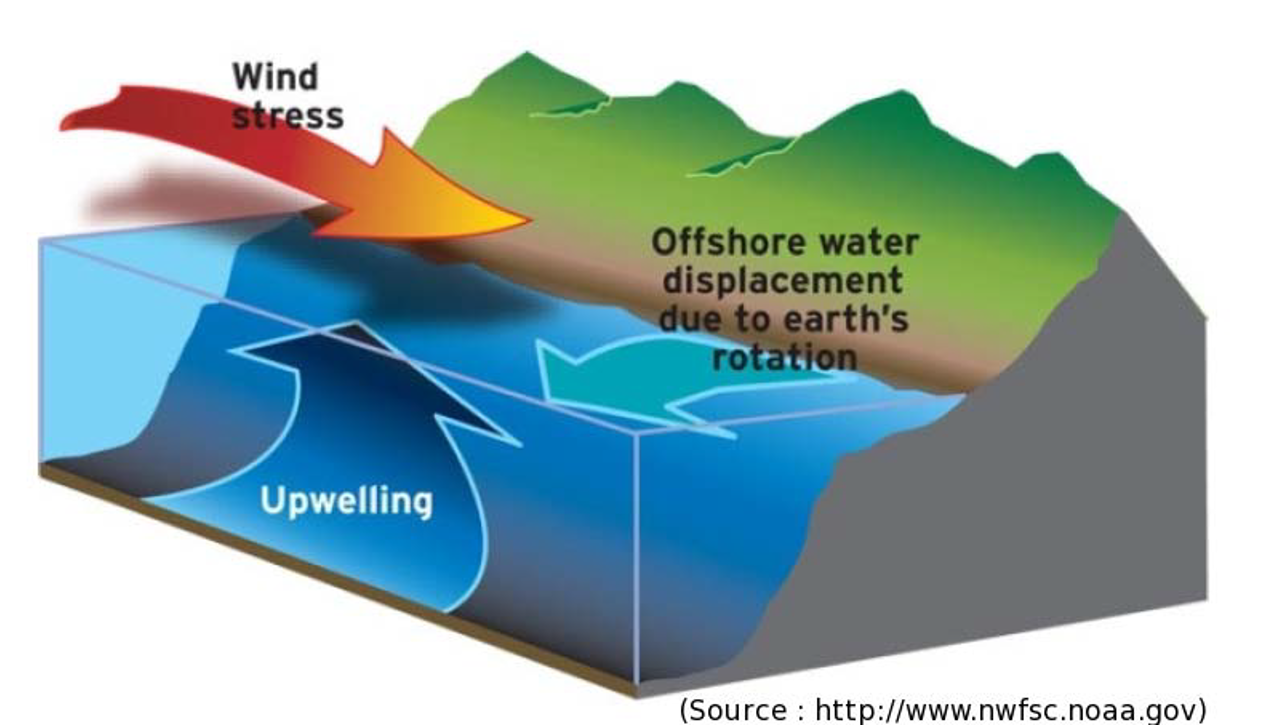 Wind
stress
Offshore water
displacement
due to earth's
rotation
Upwelling
(Source : http://www.nwfsc.noaa.gov)